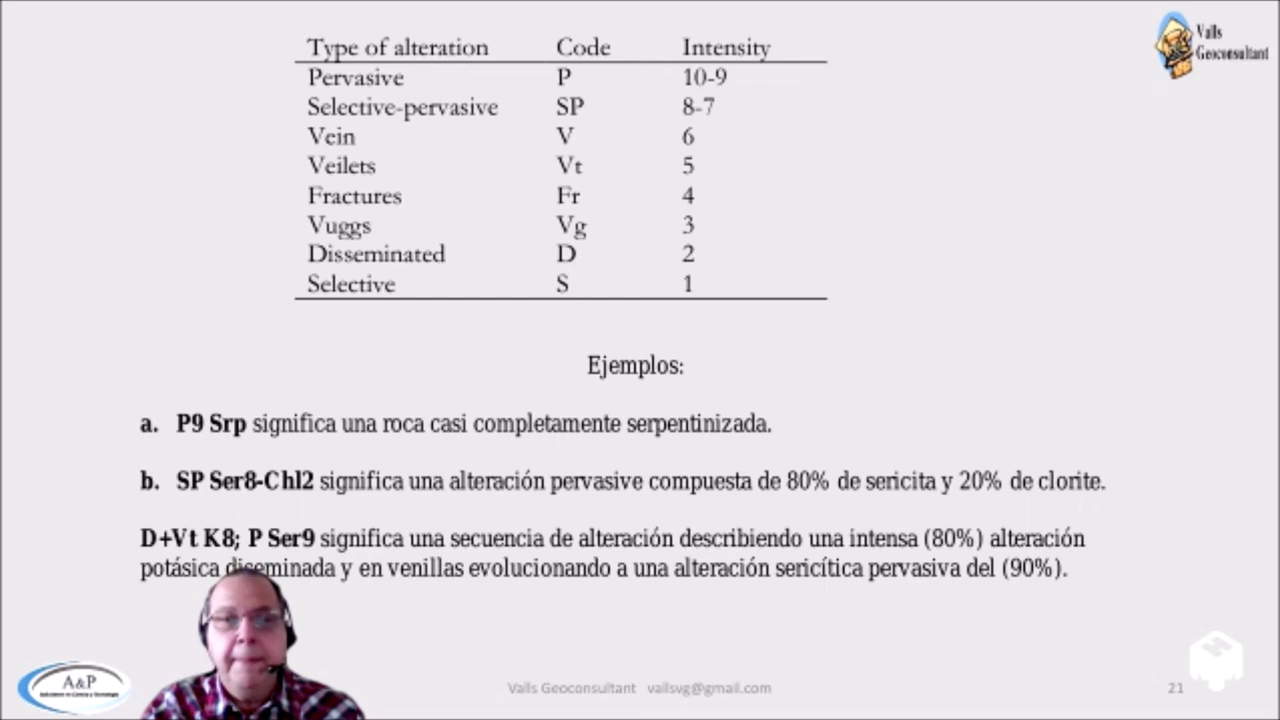 Valls
Geoconsultant
Type of alteration Code Intensity
Pervasive P 10-9
Selective-pervasive SP 8-7
Vein V 6
Veilets Vt 5
Fractures Fr 4
Vuggs Vg 3
Disseminated D 2
Selective S 1
Ejemplos:
a. P9 Srp significa una roca casi completamente serpentinizada.
b. SP Ser8-Chl2 significa una alteración pervasive compuesta de 80% de sericita y 20% de clorite.
D+Vt K8; P Ser9 significa una secuencia de alteración describiendo una intensa (80%) alteración
potásica diseminada y en venillas evolucionando a una alteración sericítica pervasiva del (90%).
A&P
Valls Geoconsultant vallsvg@gmail.com
21